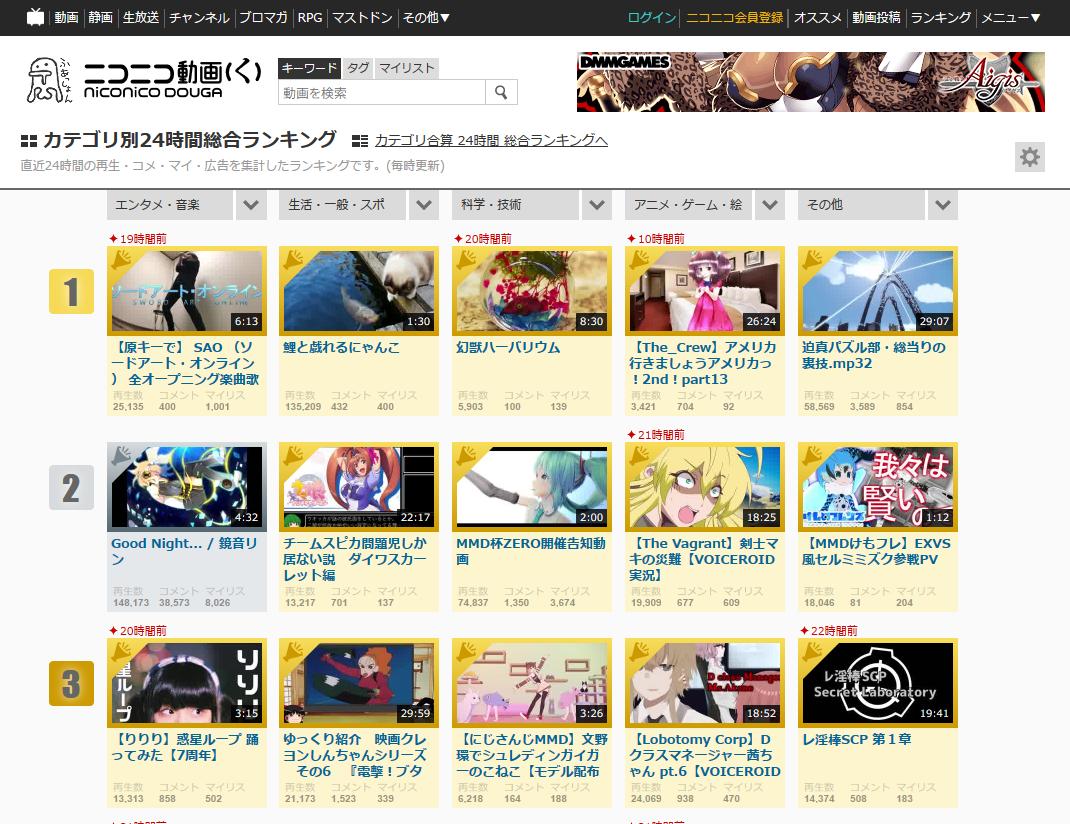 動画 静画 生放送 チャンネル ブロマガ RPG マストドン その他▼ ログイン ニコニコ会員登録 オススメ 動画投稿 ランキング メニュー▼
ふぁっしょん
ニコニコ動画(く)
niconico DOUGA
キーワード タグ マイリスト
動画を検索
DMMGAMES
Aigis
カテゴリ別24時間総合ランキング カテゴリ合算 24時間 総合ランキングへ
直近24時間の再生・コメ・マイ・広告を集計したランキングです。(毎時更新)
エンタメ・音楽 生活・一般・スポ 科学・技術 アニメ・ゲーム・絵 その他
19時間前 20時間前 10時間前
1
ソードアート・オンライン
SWORD ART ONLINE
6:13 1:30 8:30 26:24 29:07
【原キーで】 SAO （ソードアート・オンライン） 全オープニング楽曲歌
鯉と戯れるにゃんこ
幻獣ハーバリウム
【The_Crew】アメリカ行きましょうアメリカっ！2nd！part13
迫真パズル部・総当りの裏技.mp32
再生数 コメント マイリス 再生数 コメント マイリス 再生数 コメント マイリス 再生数 コメント マイリス 再生数 コメント マイリス
25,135 400 1,001 135,209 432 400 5,903 100 139 3,421 704 92 58,569 3,589 854
21時間前
2
我々は
賢い
4:32 22:17 2:00 18:25 1:12
Good Night... / 鏡音リン
チームスピカ問題児しか居ない説　ダイワスカーレット編
MMD杯ZERO開催告知動画
【The Vagrant】剣士マキの災難【VOICEROID実況】
【MMDけもフレ】EXVS風セルミミズク参戦PV
再生数 コメント マイリス 再生数 コメント マイリス 再生数 コメント マイリス 再生数 コメント マイリス 再生数 コメント マイリス
148,173 38,573 8,026 13,217 701 137 74,837 1,350 3,674 19,909 677 609 18,046 81 204
20時間前 22時間前
3
星ループ
D class Manager
Ms.Akane
レ淫棒SCP
Secret Laboratory
3:15 29:59 3:26 18:52 19:41
【りりり】惑星ループ 踊ってみた【7周年】
ゆっくり紹介　映画クレヨンしんちゃんシリーズ　その6　『電撃！ブタ
【にじさんじMMD】文野環でシュレディンガイガーのこねこ【モデル配布
【Lobotomy Corp】Dクラスマネージャー茜ちゃん pt.6【VOICEROID
レ淫棒SCP 第１章
再生数 コメント マイリス 再生数 コメント マイリス 再生数 コメント マイリス 再生数 コメント マイリス 再生数 コメント マイリス
13,313 858 502 21,173 1,523 339 6,218 164 188 24,069 938 470 14,374 508 183